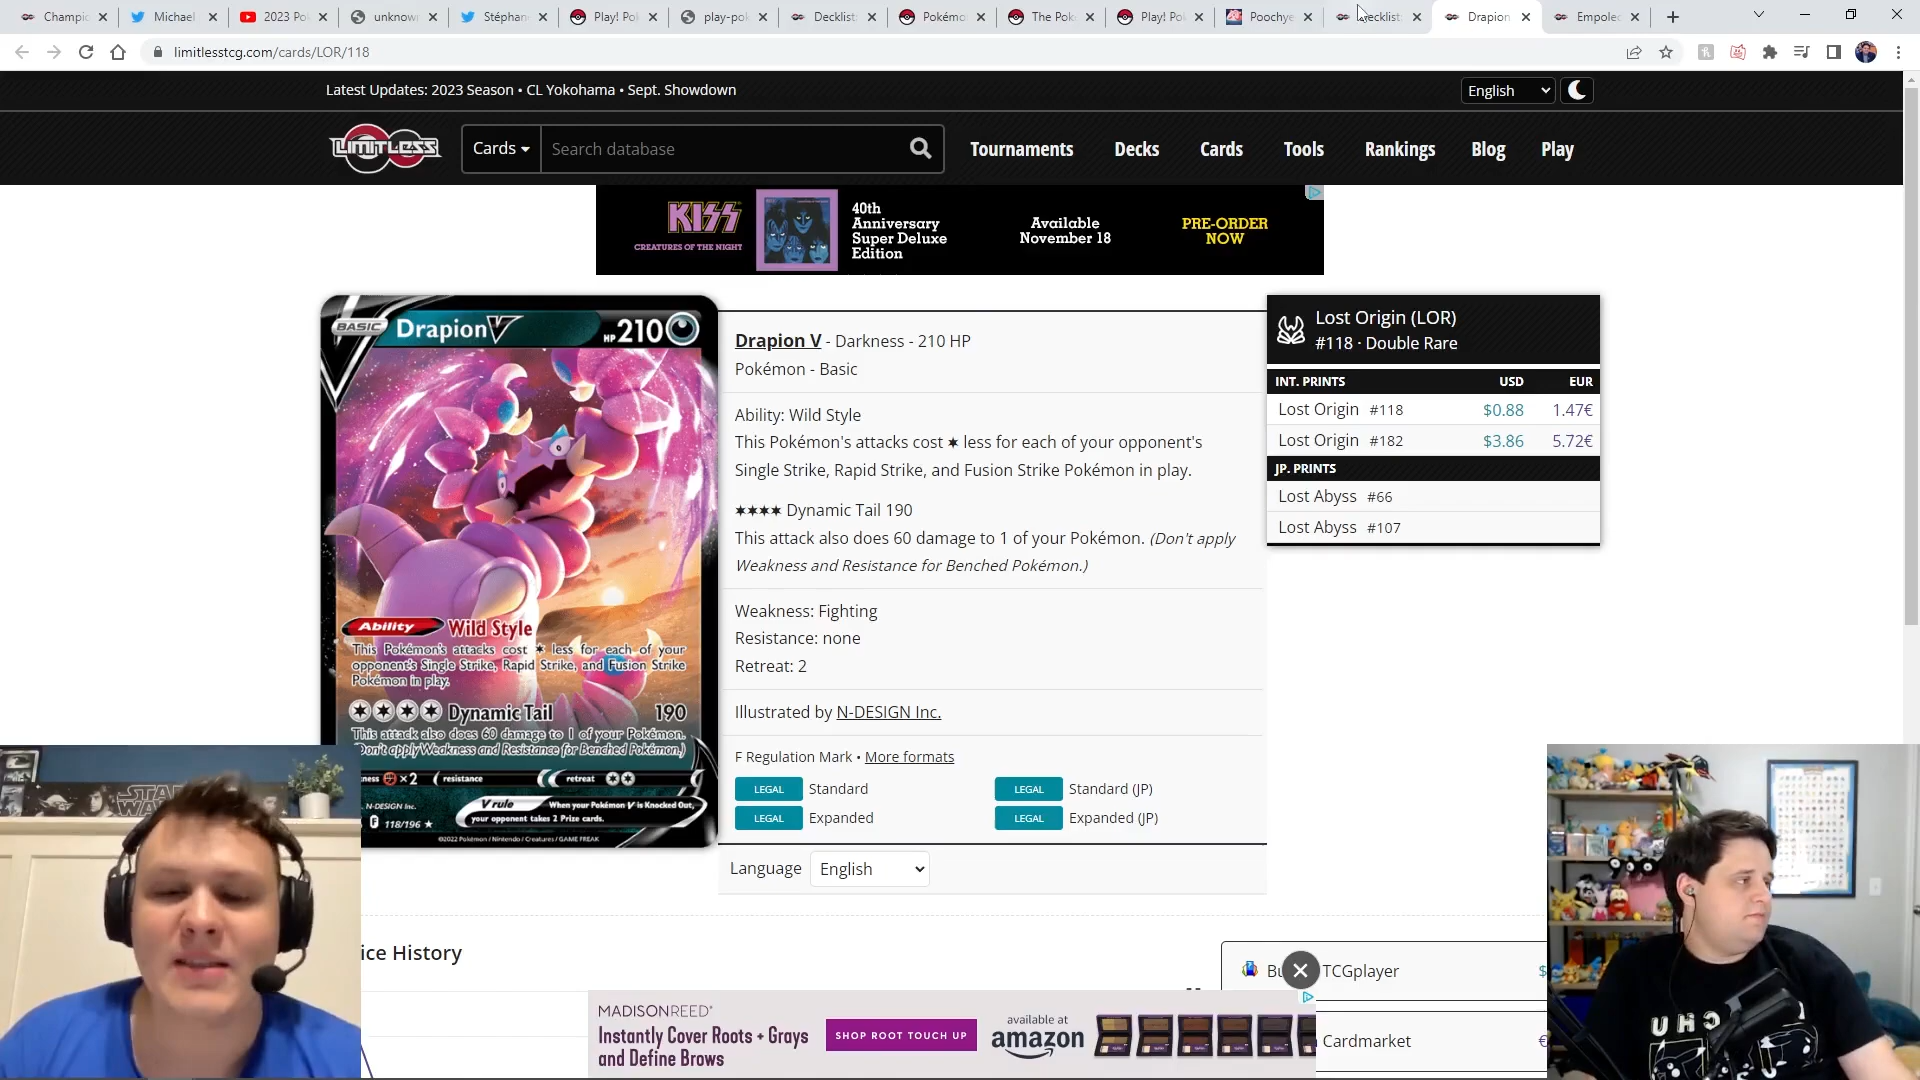 Champic
Michael
2023 Pok
unknow
Stéphan
Play! Po
play-pok
Decklist
Pokémo
The Pok
Play! Po
Poochye
ecklist
Drapion
Empoleo
limitlesstcg.com/cards/LOR/118
Latest Updates: 2023 Season • CL Yokohama • Sept. Showdown
English
LIMITLESS
Cards
Search database
Tournaments
Decks
Cards
Tools
Rankings
Blog
Play
KISS
CREATURES OF THE NIGHT
40th
Anniversary
Super Deluxe
Edition
Available
November 18
PRE-ORDER
NOW
BASIC Drapion V HP 210
Ability Wild Style
This Pokémon's attacks cost ✶ less for each of your
opponent's Single Strike, Rapid Strike, and Fusion Strike
Pokémon in play.
Dynamic Tail 190
This attack also does 60 damage to 1 of your Pokémon.
(Don't apply Weakness and Resistance for Benched Pokémon.)
ness ×2 resistance retreat
N-DESIGN Inc.
F 118/196 ★
V rule When your Pokémon V is Knocked Out,
your opponent takes 2 Prize cards.
©2022 Pokémon / Nintendo / Creatures / GAME FREAK
Drapion V - Darkness - 210 HP
Pokémon - Basic
Ability: Wild Style
This Pokémon's attacks cost ✶ less for each of your opponent's
Single Strike, Rapid Strike, and Fusion Strike Pokémon in play.
✶✶✶✶ Dynamic Tail 190
This attack also does 60 damage to 1 of your Pokémon. (Don't apply
Weakness and Resistance for Benched Pokémon.)
Weakness: Fighting
Resistance: none
Retreat: 2
Illustrated by N-DESIGN Inc.
F Regulation Mark • More formats
LEGAL Standard
LEGAL Standard (JP)
LEGAL Expanded
LEGAL Expanded (JP)
Language English
Lost Origin (LOR)
#118 · Double Rare
INT. PRINTS USD EUR
Lost Origin #118 $0.88 1.47€
Lost Origin #182 $3.86 5.72€
JP. PRINTS
Lost Abyss #66
Lost Abyss #107
ice History
Bu TCGplayer $
Cardmarket €
MADISONREED
Instantly Cover Roots + Grays
and Define Brows
SHOP ROOT TOUCH UP
available at
amazon
STAR
WA